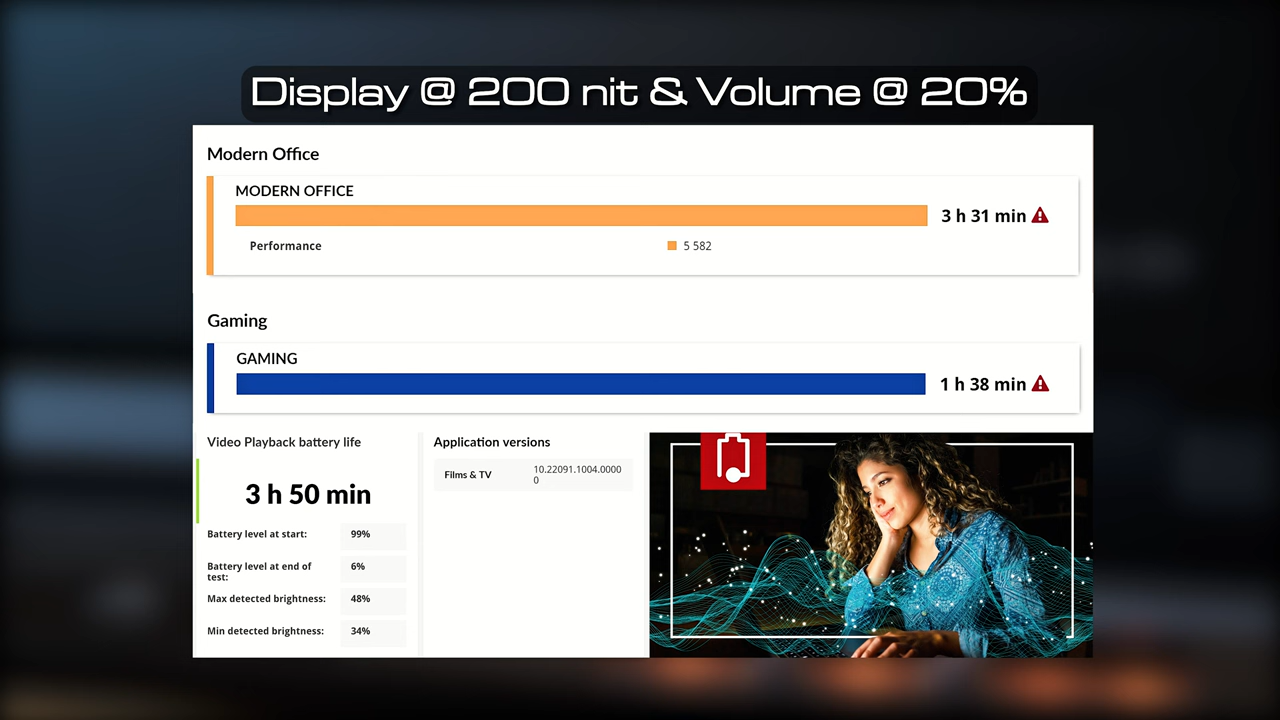 Display @ 200 nit & Volume @ 20%
Modern Office
MODERN OFFICE
3 h 31 min
Performance 5 582
Gaming
GAMING
1 h 38 min
Video Playback battery life
3 h 50 min
Battery level at start: 99%
Battery level at end of 6%
test:
Max detected brightness: 48%
Min detected brightness: 34%
Application versions
Films & TV 10.22091.1004.0000
0